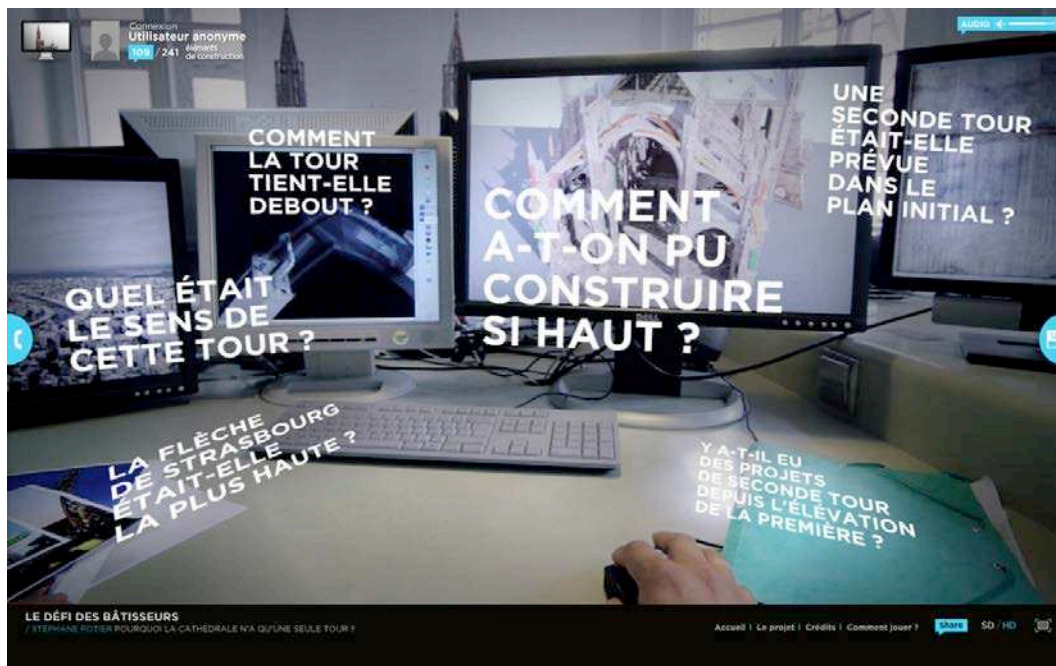 Connexion
Utilisateur anonyme
109 / 241 éléments
de construction
AUDIO
COMMENT
LA TOUR
TIENT-ELLE
DEBOUT ?
UNE
SECONDE TOUR
ÉTAIT-ELLE
PRÉVUE
DANS LE
PLAN INITIAL ?
COMMENT
A-T-ON PU
CONSTRUIRE
SI HAUT ?
QUEL ÉTAIT
LE SENS DE
CETTE TOUR ?
DELL
LA FLÈCHE
DE STRASBOURG
ÉTAIT-ELLE
LA PLUS HAUTE ?
Y A-T-IL EU
DES PROJETS
DE SECONDE TOUR
DEPUIS L'ÉLÉVATION
DE LA PREMIÈRE ?
LE DÉFI DES BÂTISSEURS
/ STÉPHANE POTIER POURQUOI LA CATHÉDRALE N'A QU'UNE SEULE TOUR ?
Accueil | Le projet | Crédits | Comment jouer ? Share SD / HD